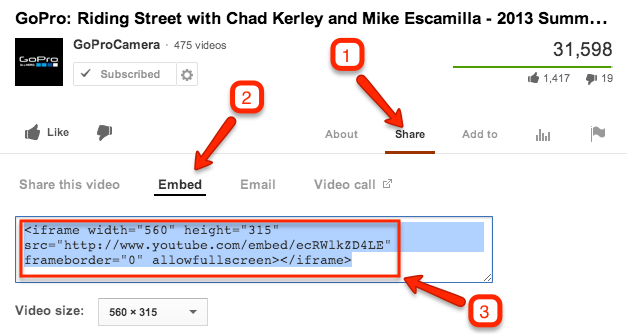 GoPro: Riding Street with Chad Kerley and Mike Escamilla - 2013 Summ...
GoPro
GoProCamera · 475 videos
Subscribed
1
31,598
1,417 19
2
Like
About Share Add to
Share this video Embed Email Video call
<iframe width="560" height="315"
src="http://www.youtube.com/embed/ecRWlkZD4LE"
frameborder="0" allowfullscreen></iframe>
3
Video size: 560 × 315